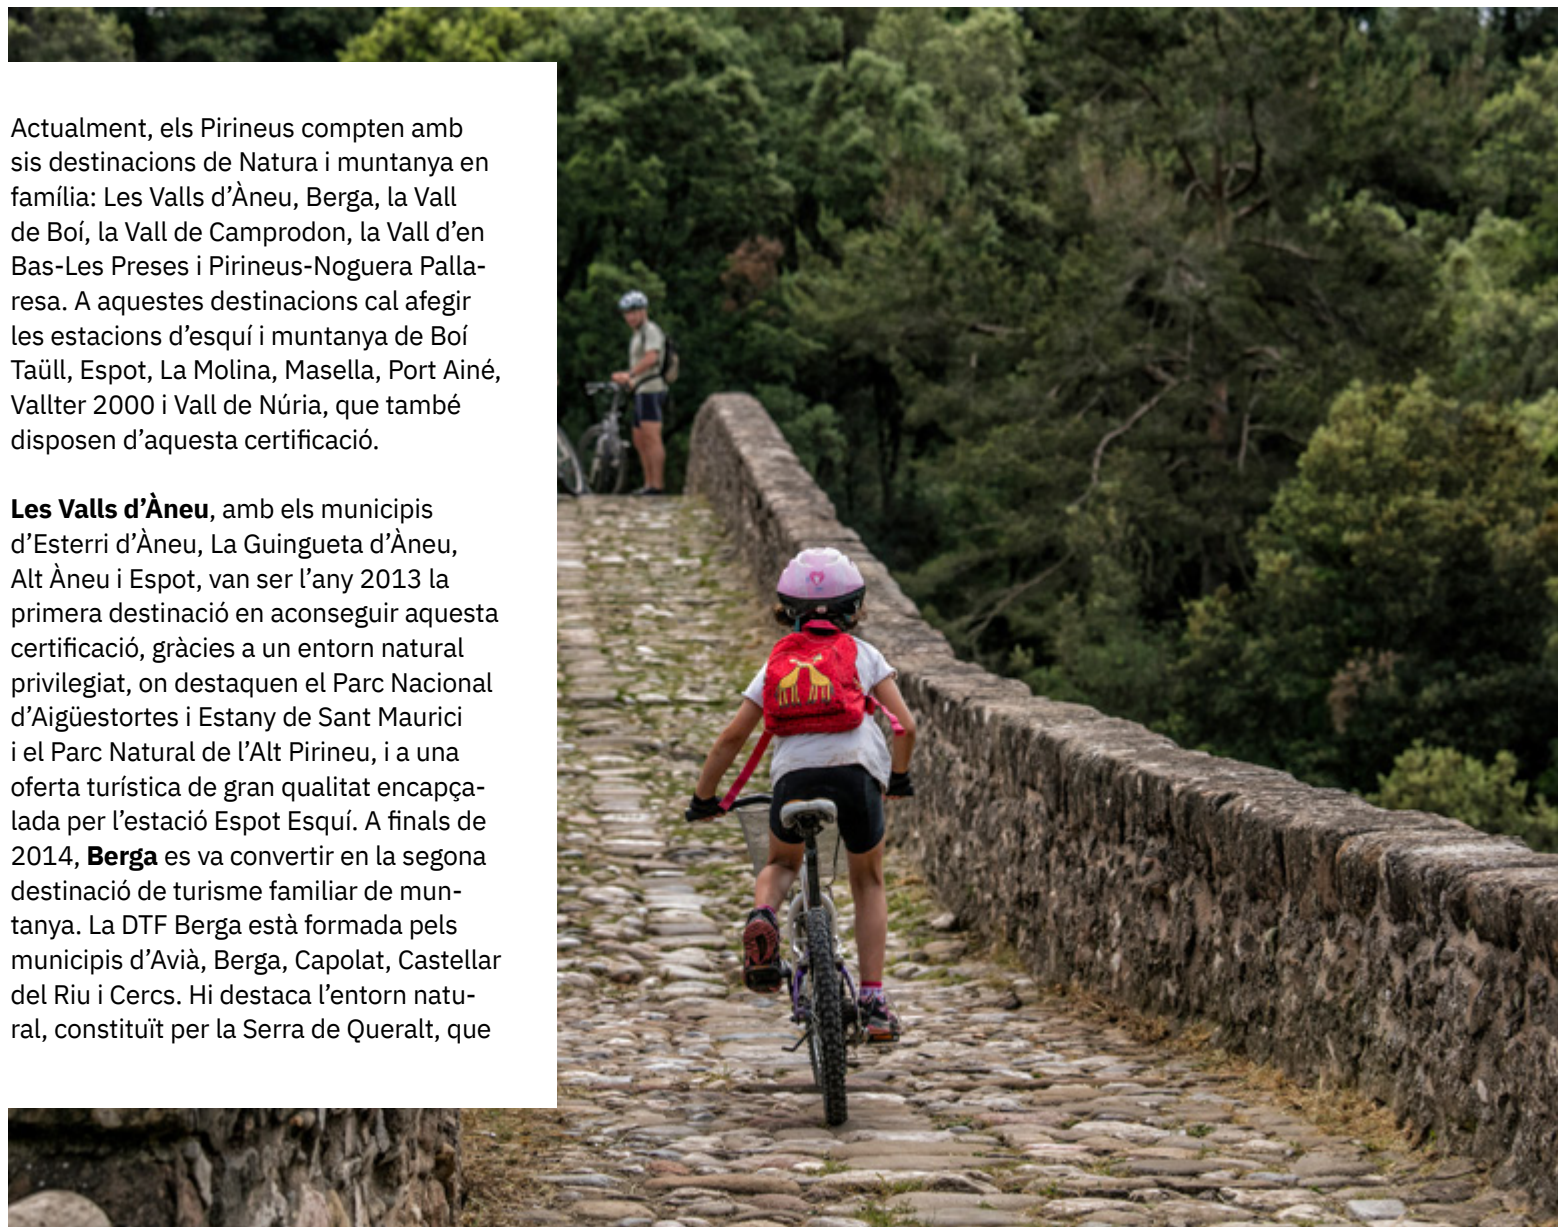 Actualment, els Pirineus compten amb
sis destinacions de Natura i muntanya en
família: Les Valls d’Àneu, Berga, la Vall
de Boí, la Vall de Camprodon, la Vall d’en
Bas-Les Preses i Pirineus-Noguera Palla-
resa. A aquestes destinacions cal afegir
les estacions d’esquí i muntanya de Boí
Taüll, Espot, La Molina, Masella, Port Ainé,
Vallter 2000 i Vall de Núria, que també
disposen d’aquesta certificació.
Les Valls d’Àneu, amb els municipis
d’Esterri d’Àneu, La Guingueta d’Àneu,
Alt Àneu i Espot, van ser l’any 2013 la
primera destinació en aconseguir aquesta
certificació, gràcies a un entorn natural
privilegiat, on destaquen el Parc Nacional
d’Aigüestortes i Estany de Sant Maurici
i el Parc Natural de l’Alt Pirineu, i a una
oferta turística de gran qualitat encapça-
lada per l’estació Espot Esquí. A finals de
2014, Berga es va convertir en la segona
destinació de turisme familiar de mun-
tanya. La DTF Berga està formada pels
municipis d’Avià, Berga, Capolat, Castellar
del Riu i Cercs. Hi destaca l’entorn natu-
ral, constituït per la Serra de Queralt, que